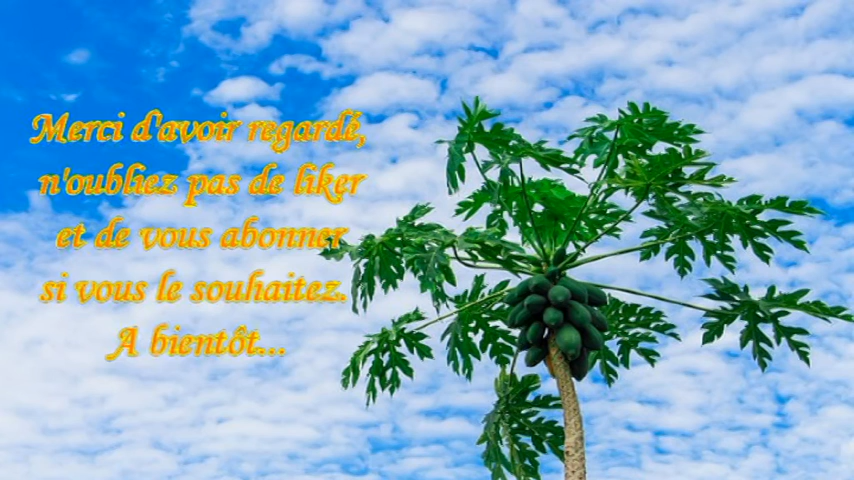 Merci d'avoir regardé,
n'oubliez pas de liker
et de vous abonner
si vous le souhaitez.
A bientôt...